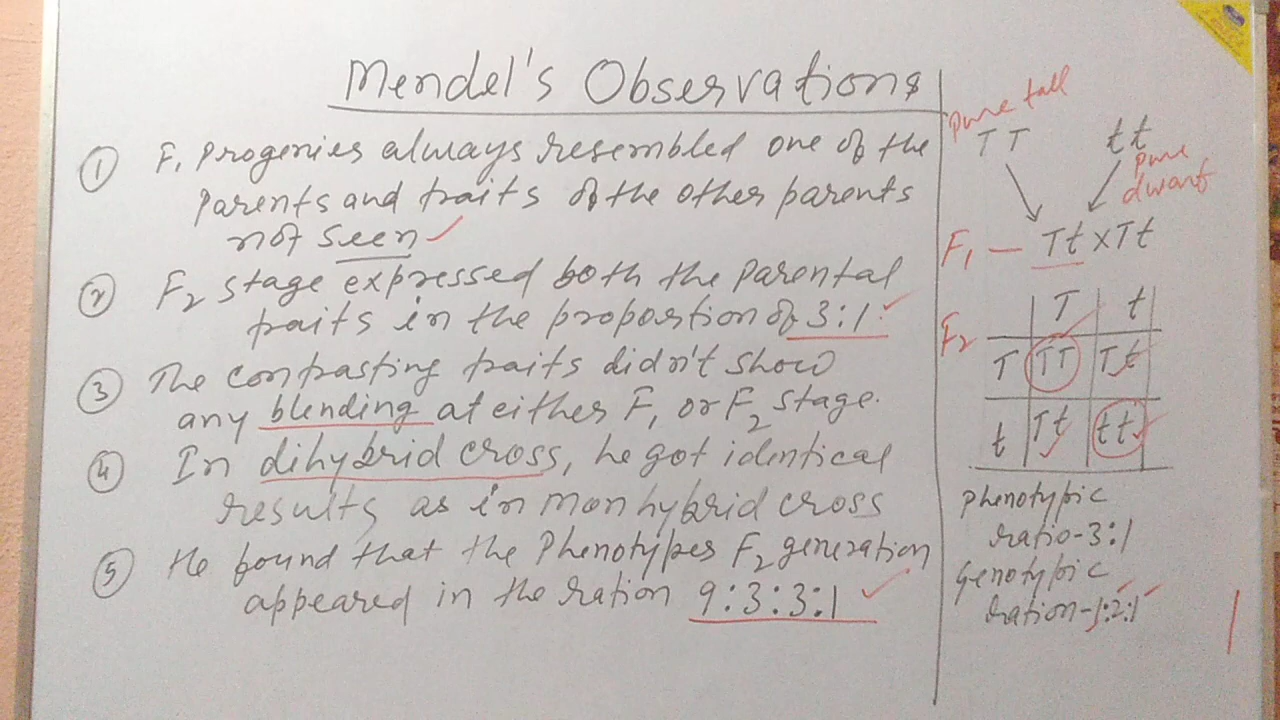 Mendel's Observations
① F₁ Progenies always resembled one of the
Parents and traits of the other parents
not seen ✓
② F₂ stage expressed both the Parental
traits in the proportion of 3:1. ✓
③ The contrasting traits didn't show
any blending at either F₁ or F₂ stage.
④ In dihybrid cross, he got identical
results as in monhybrid cross
⑤ He found that the Phenotypes F₂ generation
appeared in the ration 9:3:3:1 ✓
Pure tall
TT tt
Pure
dwarf
F₁ — Tt x Tt
F₂
T t
T TT Tt
t Tt tt
Phenotypic
ratio-3:1
Genotypic
ration-1:2:1